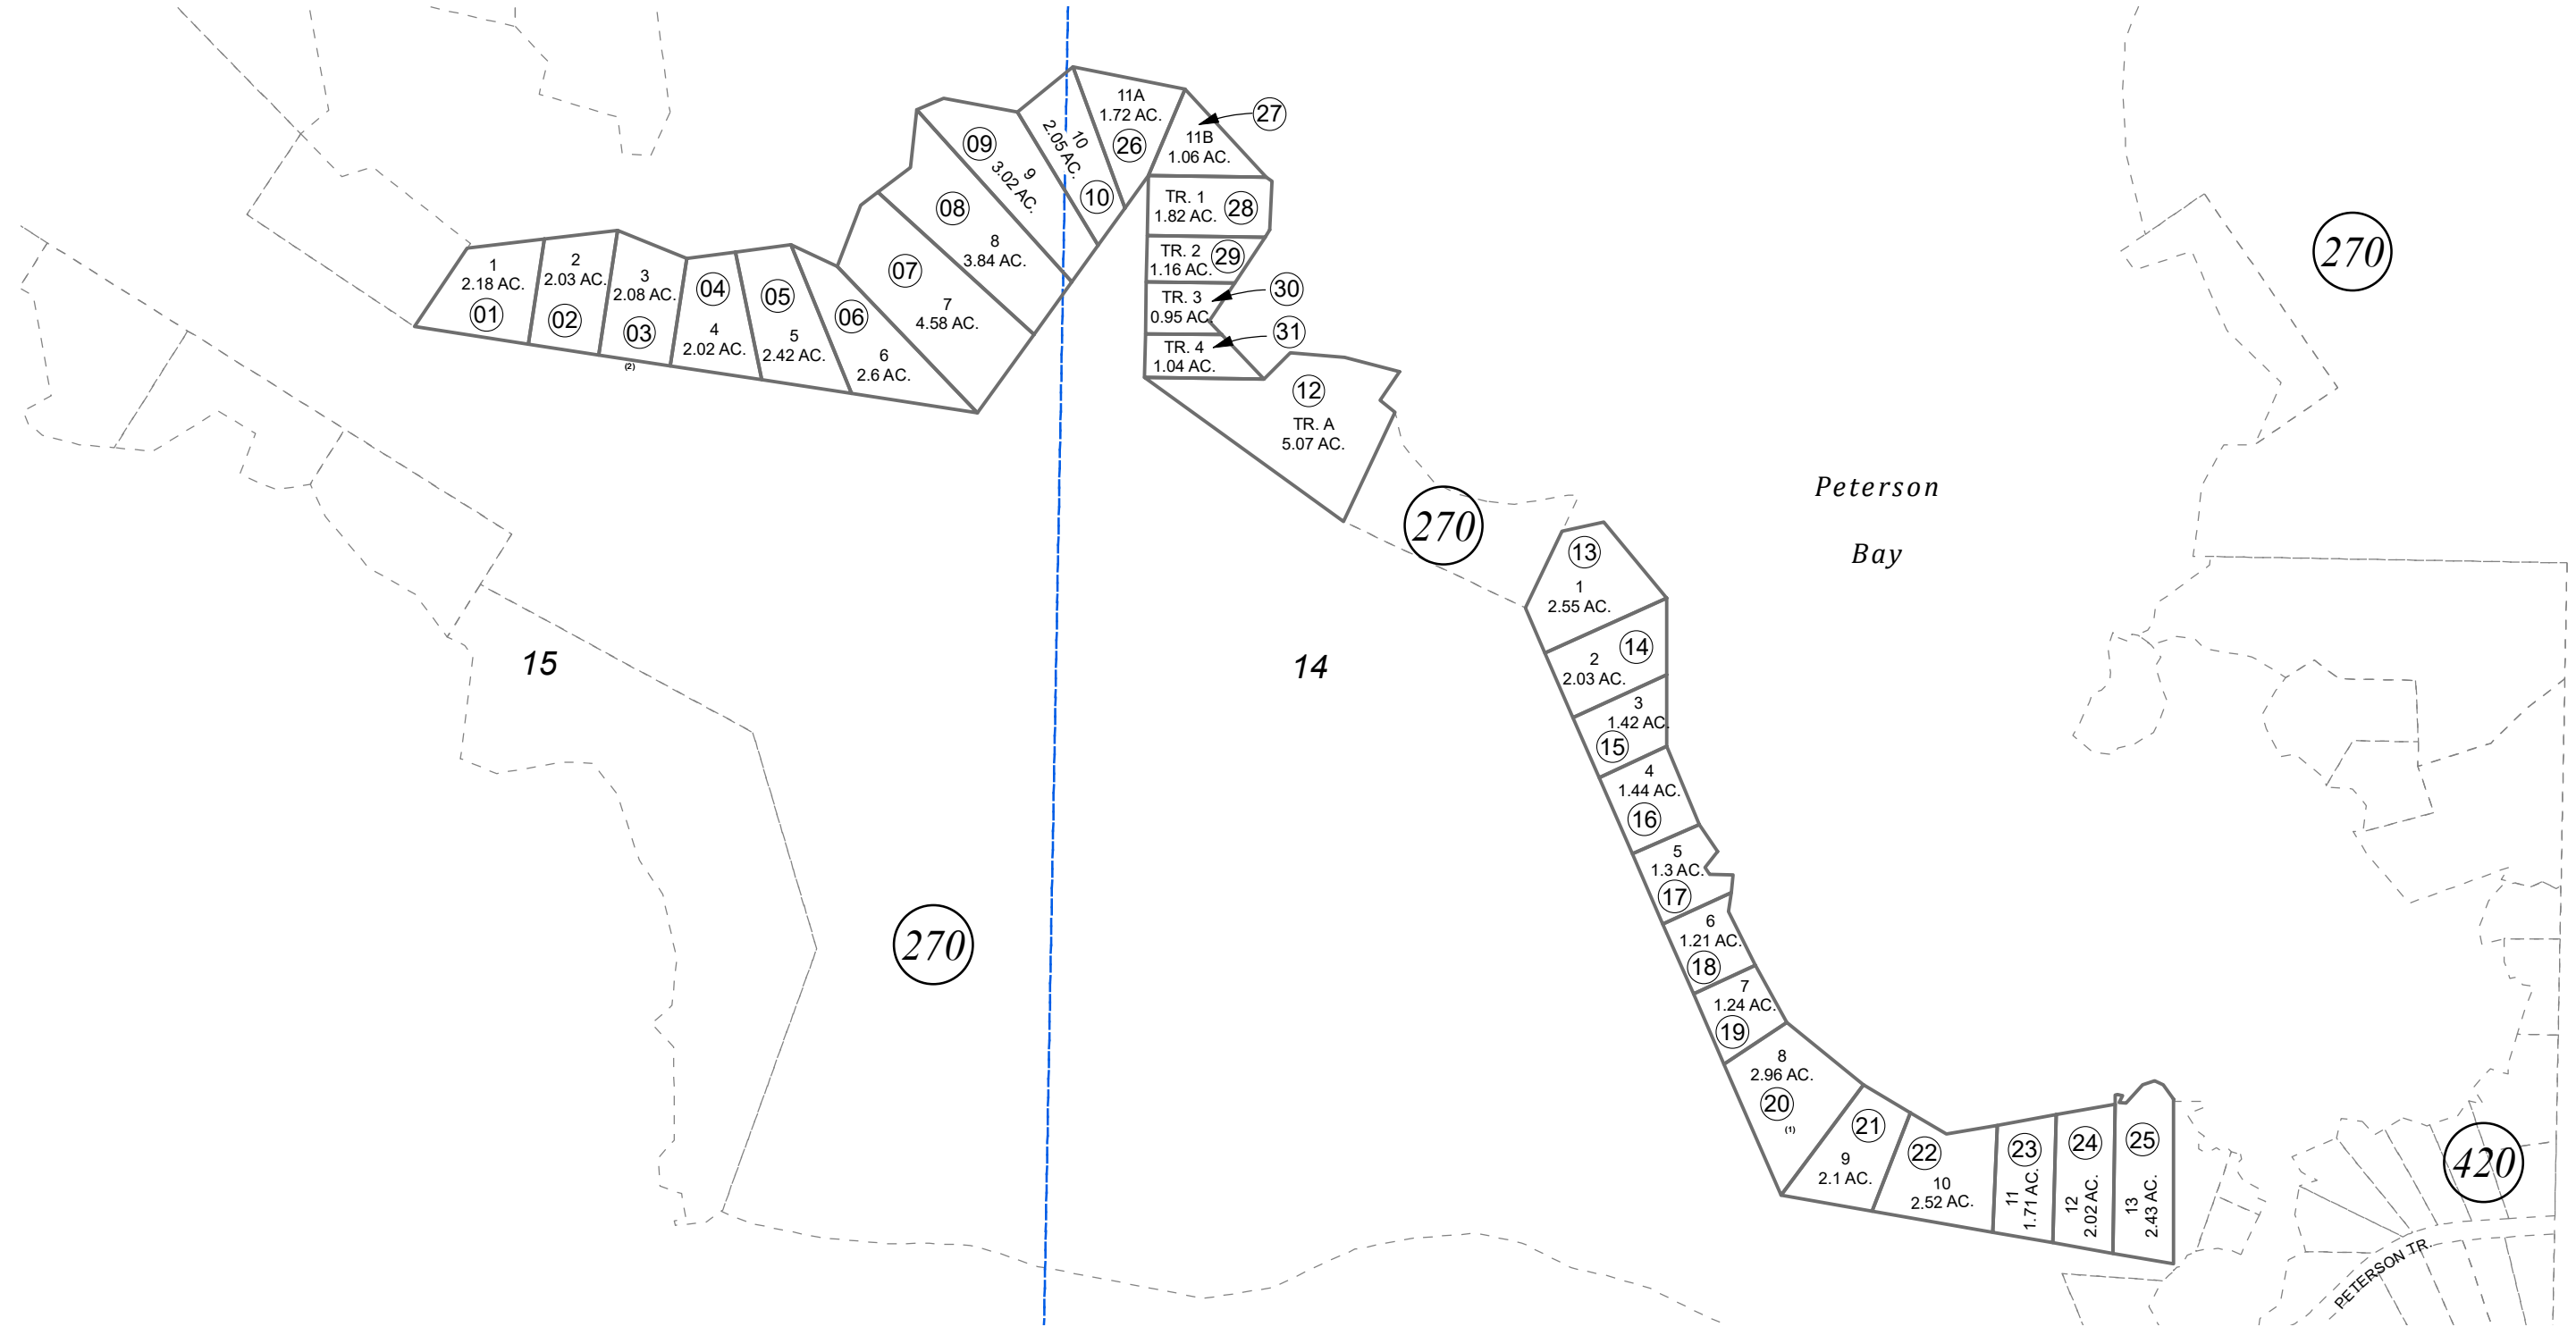 11A
1.72 AC.
26
27
11B
1.06 AC.
09
9
3.02 AC.
10
2.05 AC.
10
08
8
3.84 AC.
07
7
4.58 AC.
1
2.18 AC.
01
2
2.03 AC.
02
3
2.08 AC.
03
(2)
04
4
2.02 AC.
05
5
2.42 AC.
06
6
2.6 AC.
TR. 1
1.82 AC.
28
TR. 2
1.16 AC.
29
TR. 3
0.95 AC.
30
TR. 4
1.04 AC.
31
12
TR. A
5.07 AC.
270
270
Peterson
Bay
15
14
270
13
1
2.55 AC.
14
2
2.03 AC.
3
1.42 AC.
15
4
1.44 AC.
16
5
1.3 AC.
17
6
1.21 AC.
18
7
1.24 AC.
19
8
2.96 AC.
20
(1)
21
9
2.1 AC.
22
10
2.52 AC.
23
11
1.71 AC.
24
12
2.02 AC.
25
13
2.43 AC.
420
PETERSON TR.